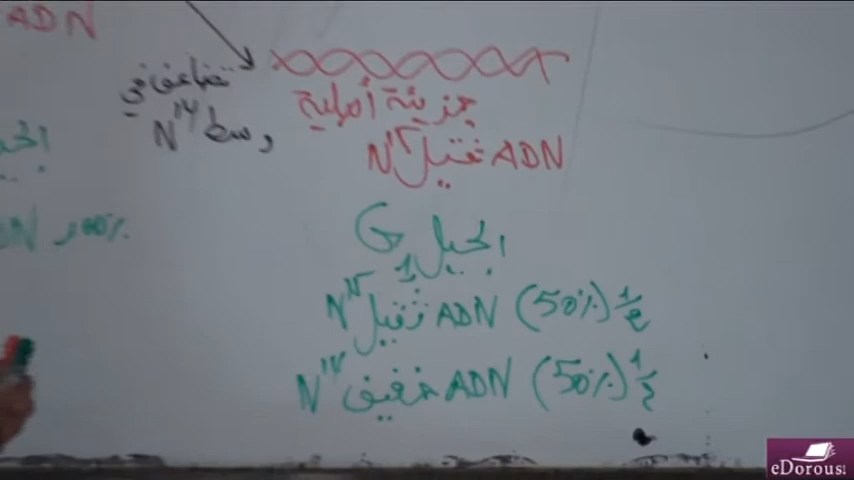 ADN
تضاعف في
وسط N¹⁴
جزيئة أصلية
ADN ثقيل N¹⁵
الجيل G₁
½ (50%) ADN ثقيل N¹⁵
½ (50%) ADN خفيف N¹⁴
100%
eDorous